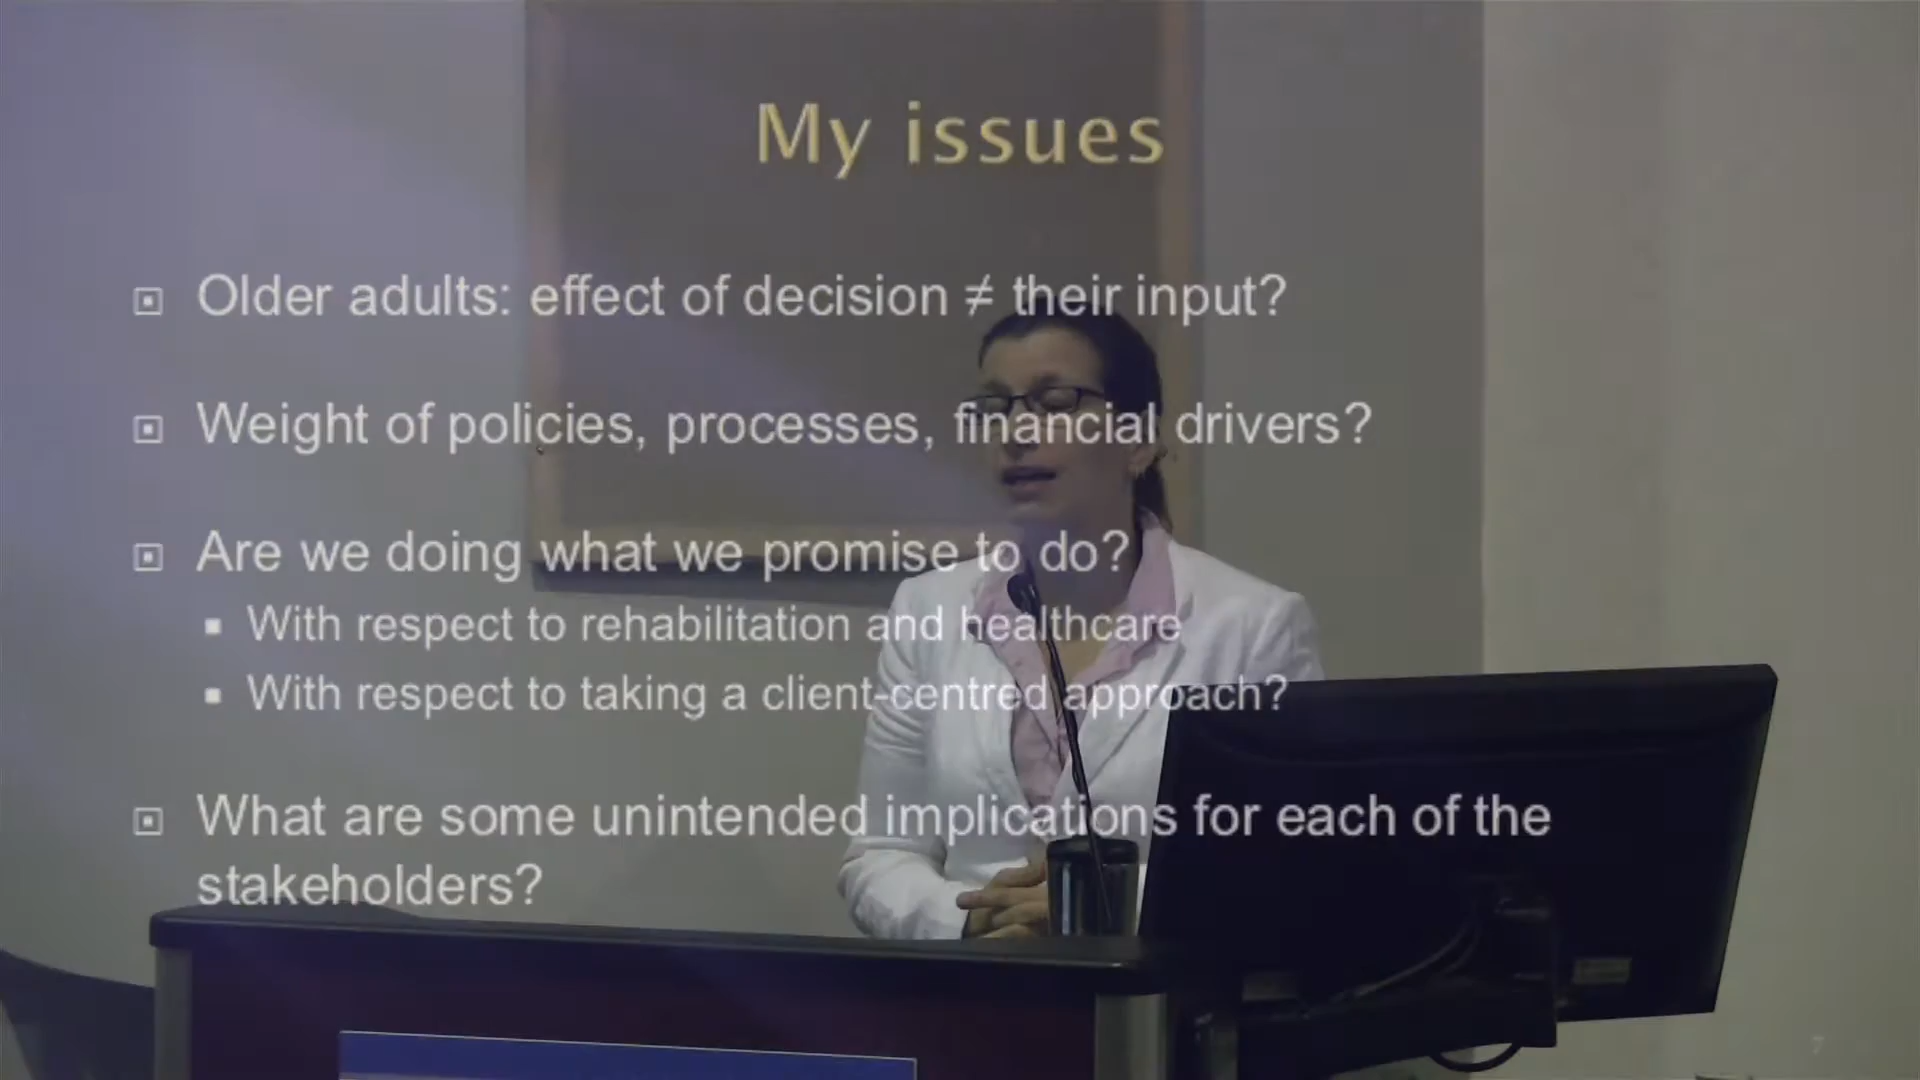 My issues
Older adults: effect of decision ≠ their input?
Weight of policies, processes, financial drivers?
Are we doing what we promise to do?
With respect to rehabilitation and healthcare
With respect to taking a client-centred approach?
What are some unintended implications for each of the
stakeholders?
7